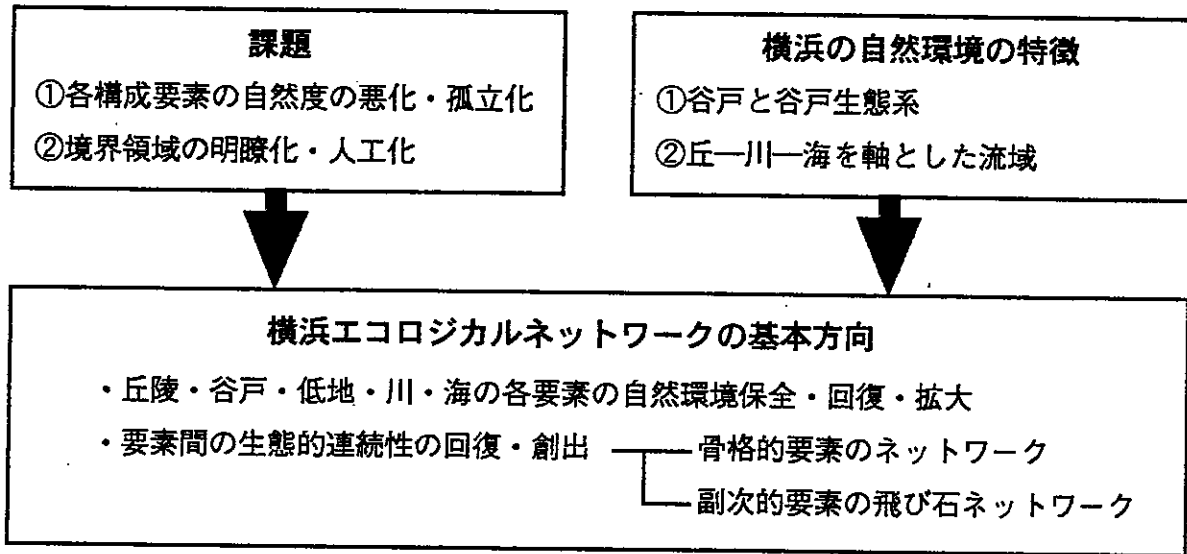 課題
①各構成要素の自然度の悪化・孤立化
②境界領域の明瞭化・人工化
横浜の自然環境の特徴
①谷戸と谷戸生態系
②丘―川―海を軸とした流域
横浜エコロジカルネットワークの基本方向
・丘陵・谷戸・低地・川・海の各要素の自然環境保全・回復・拡大
・要素間の生態的連続性の回復・創出
骨格的要素のネットワーク
副次的要素の飛び石ネットワーク